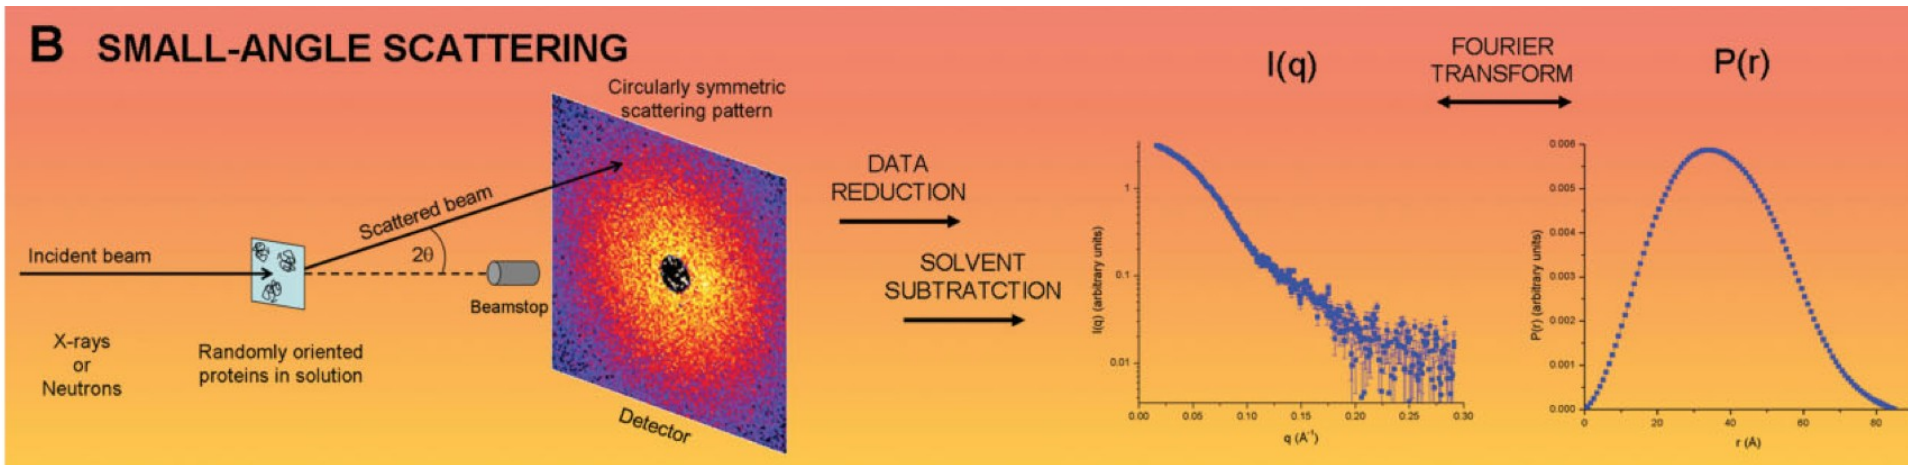 B SMALL-ANGLE SCATTERING
Circularly symmetric
scattering pattern
Scattered beam
Incident beam
2θ
Beamstop
X-rays
or
Neutrons
Randomly oriented
proteins in solution
Detector
DATA
REDUCTION
SOLVENT
SUBTRATCTION
I(q)
FOURIER
TRANSFORM
P(r)
I(q) (arbitrary units)
1
0.1
0.01
0.00 0.05 0.10 0.15 0.20 0.25 0.30
q (Å⁻¹)
P(r) (arbitrary units)
0.006
0.005
0.004
0.003
0.002
0.001
0.000
0 20 40 60 80
r (Å)